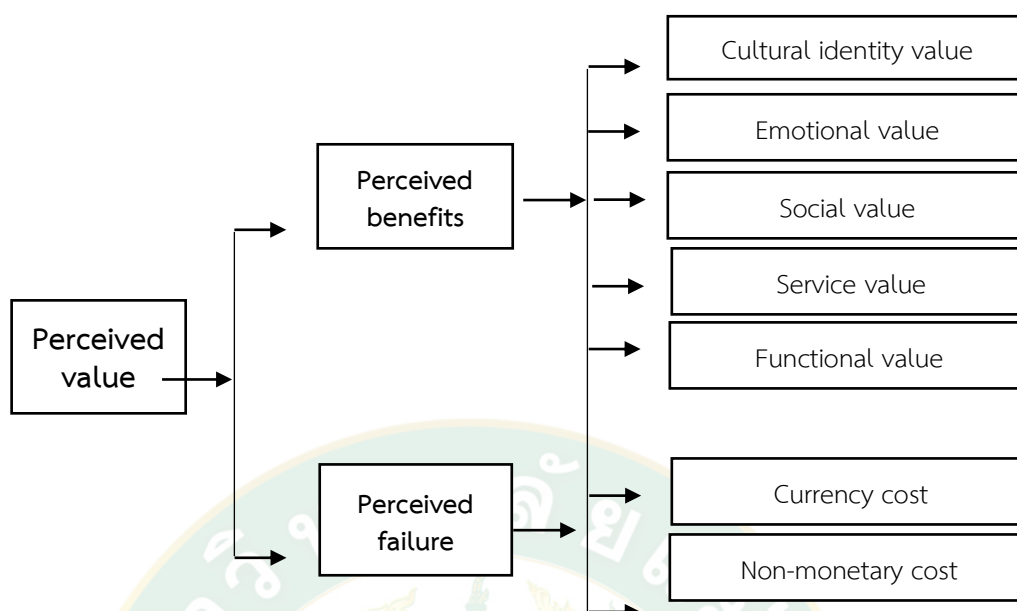 Cultural identity value
Emotional value
Perceived
benefits
Social value
Service value
Perceived
value
Functional value
Perceived
failure
Currency cost
Non-monetary cost